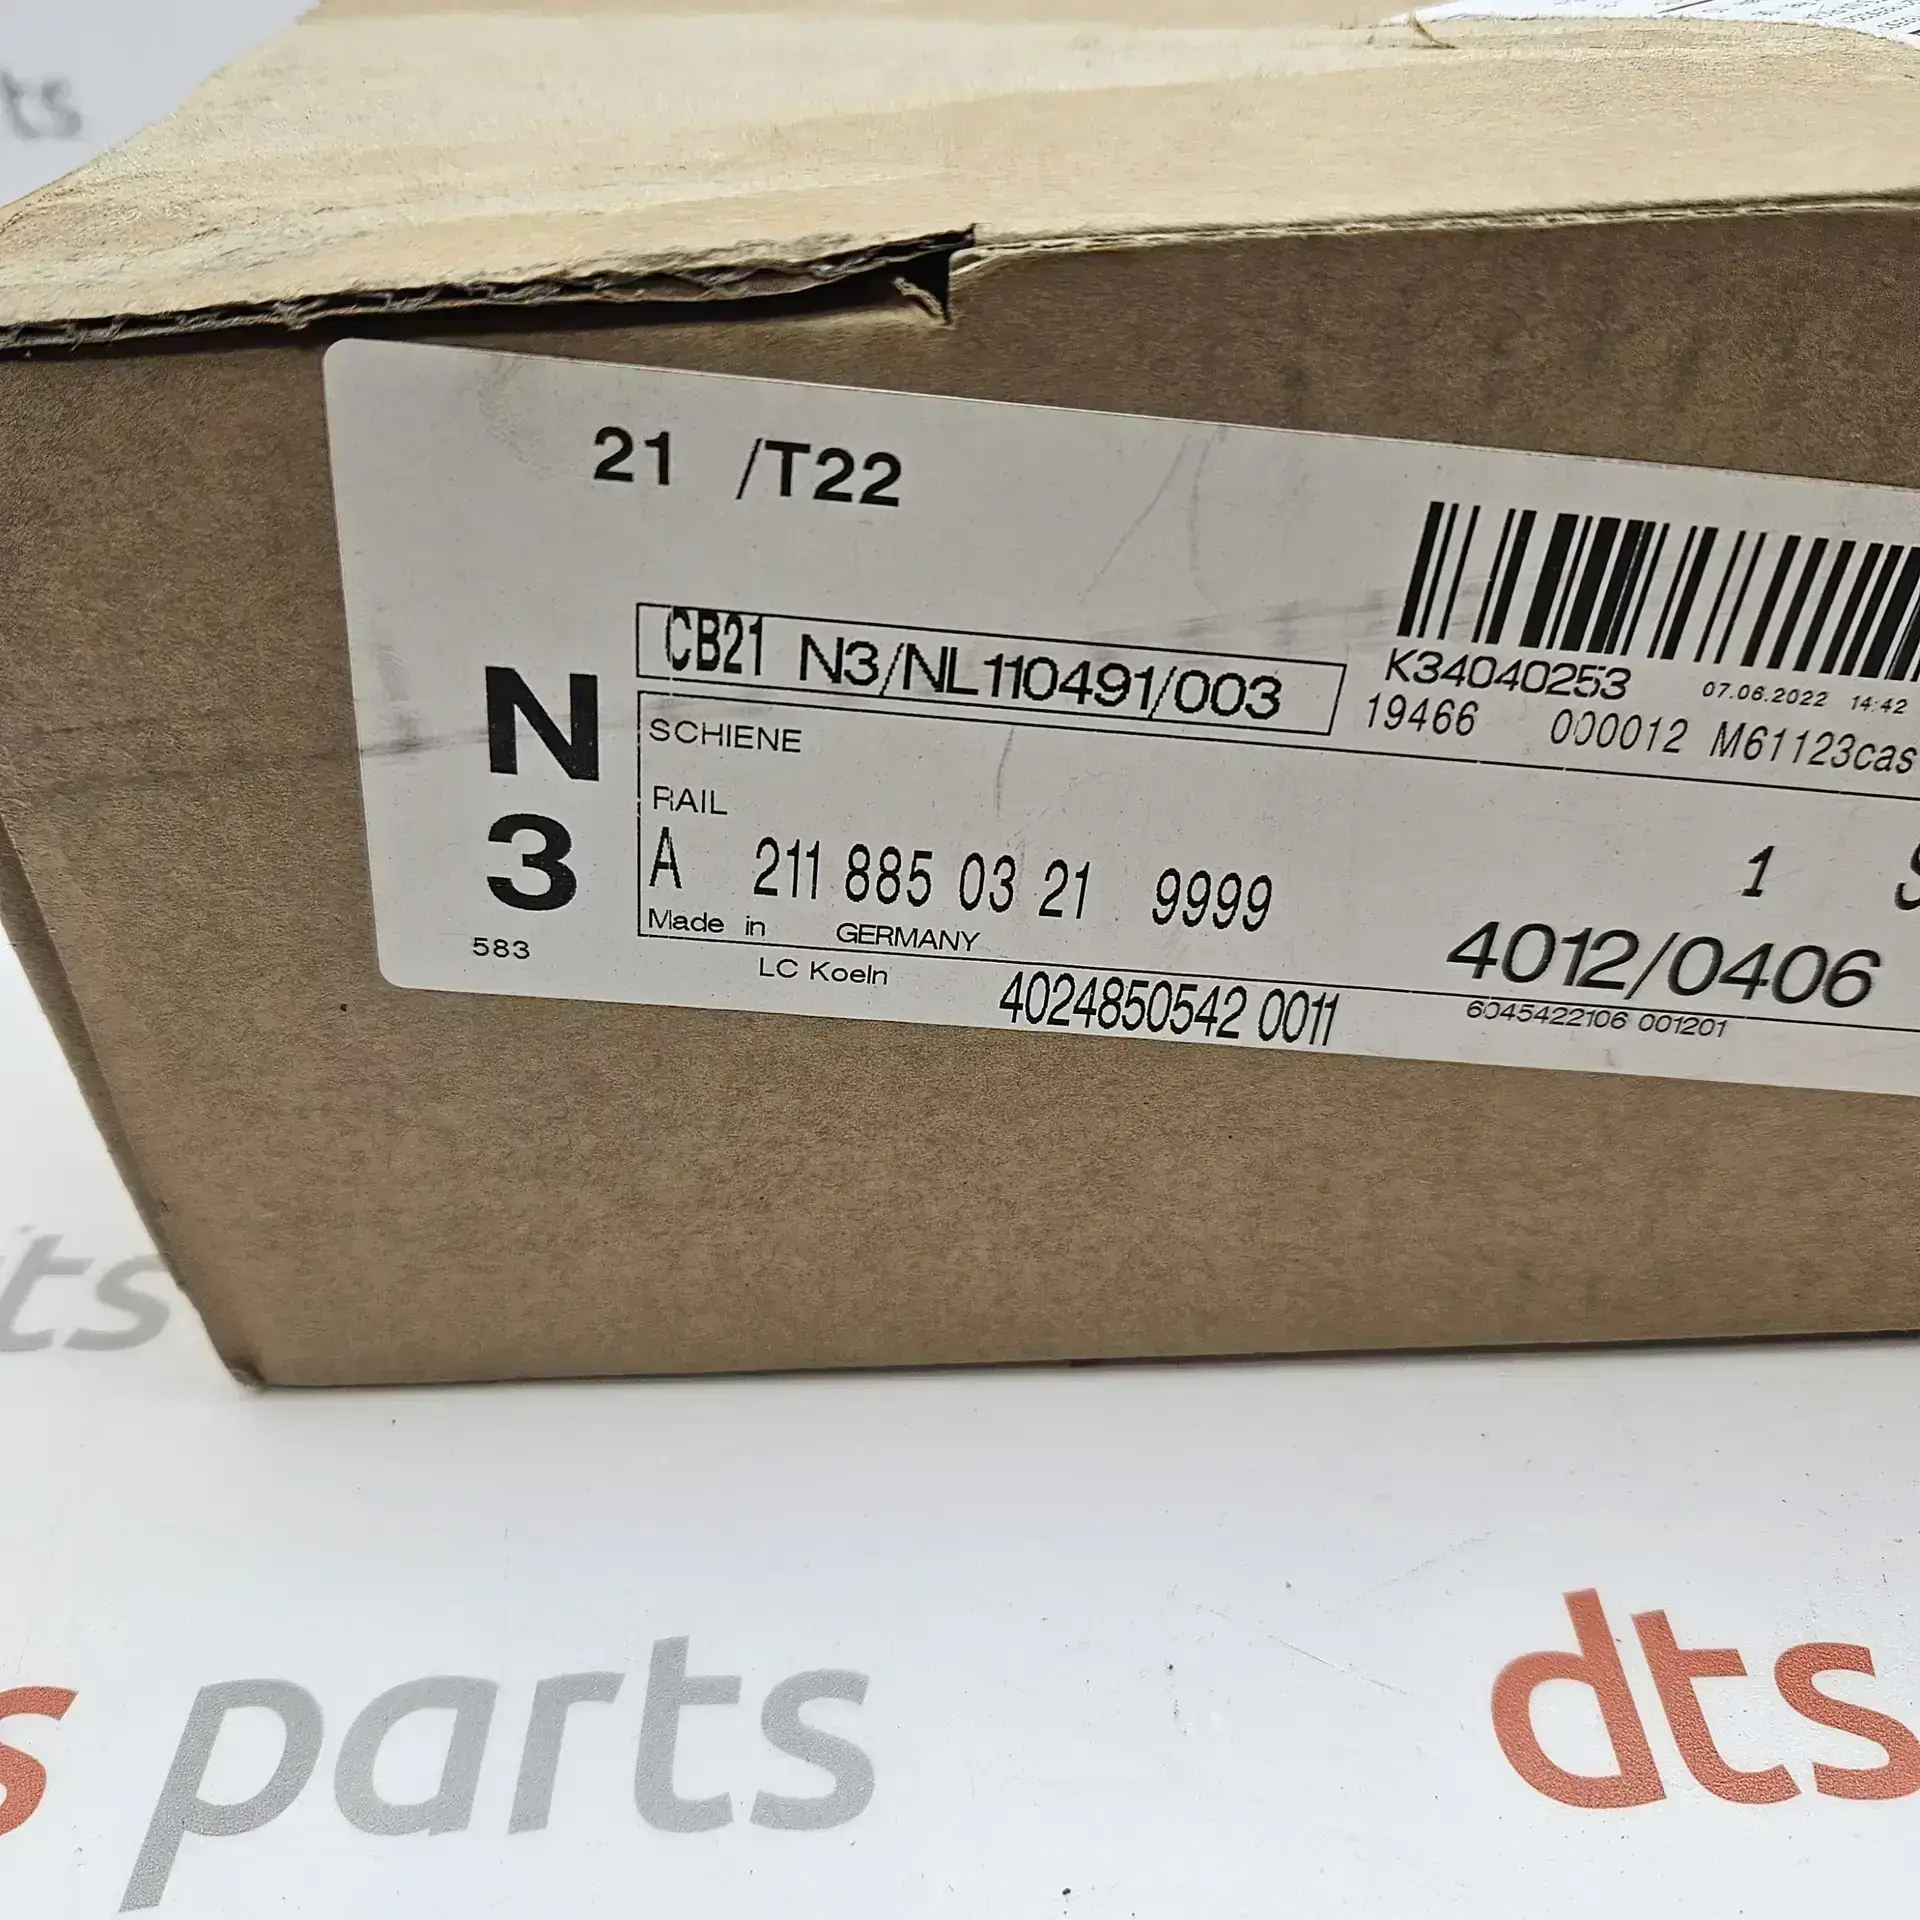 ts
21 /T22
CB21 N3/NL110491/003
K34040253 07.06.2022 14:42
19466 000012 M61123cas
N
3
583
SCHIENE
RAIL
A 211 885 03 21 9999
1
Made in GERMANY
4012/0406
LC Koeln
4024850542 0011
6045422106 001201
ts
s parts
dts